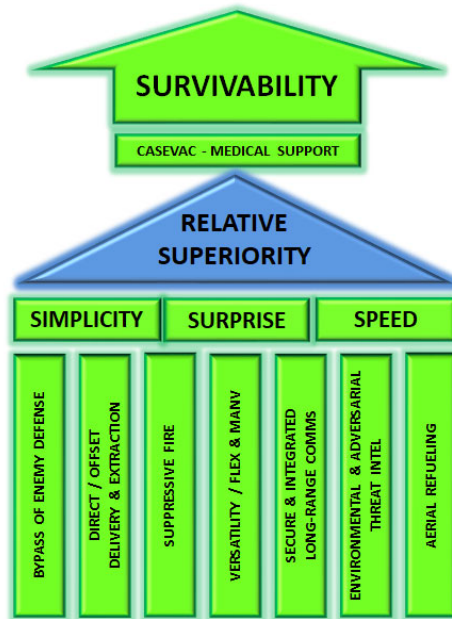 SURVIVABILITY
CASEVAC - MEDICAL SUPPORT
RELATIVE
SUPERIORITY
SIMPLICITY
SURPRISE
SPEED
BYPASS OF ENEMY DEFENSE
DIRECT / OFFSET
DELIVERY & EXTRACTION
SUPPRESSIVE FIRE
VERSATILITY / FLEX & MANV
SECURE & INTEGRATED
LONG-RANGE COMMS
ENVIRONMENTAL & ADVERSARIAL
THREAT INTEL
AERIAL REFUELING